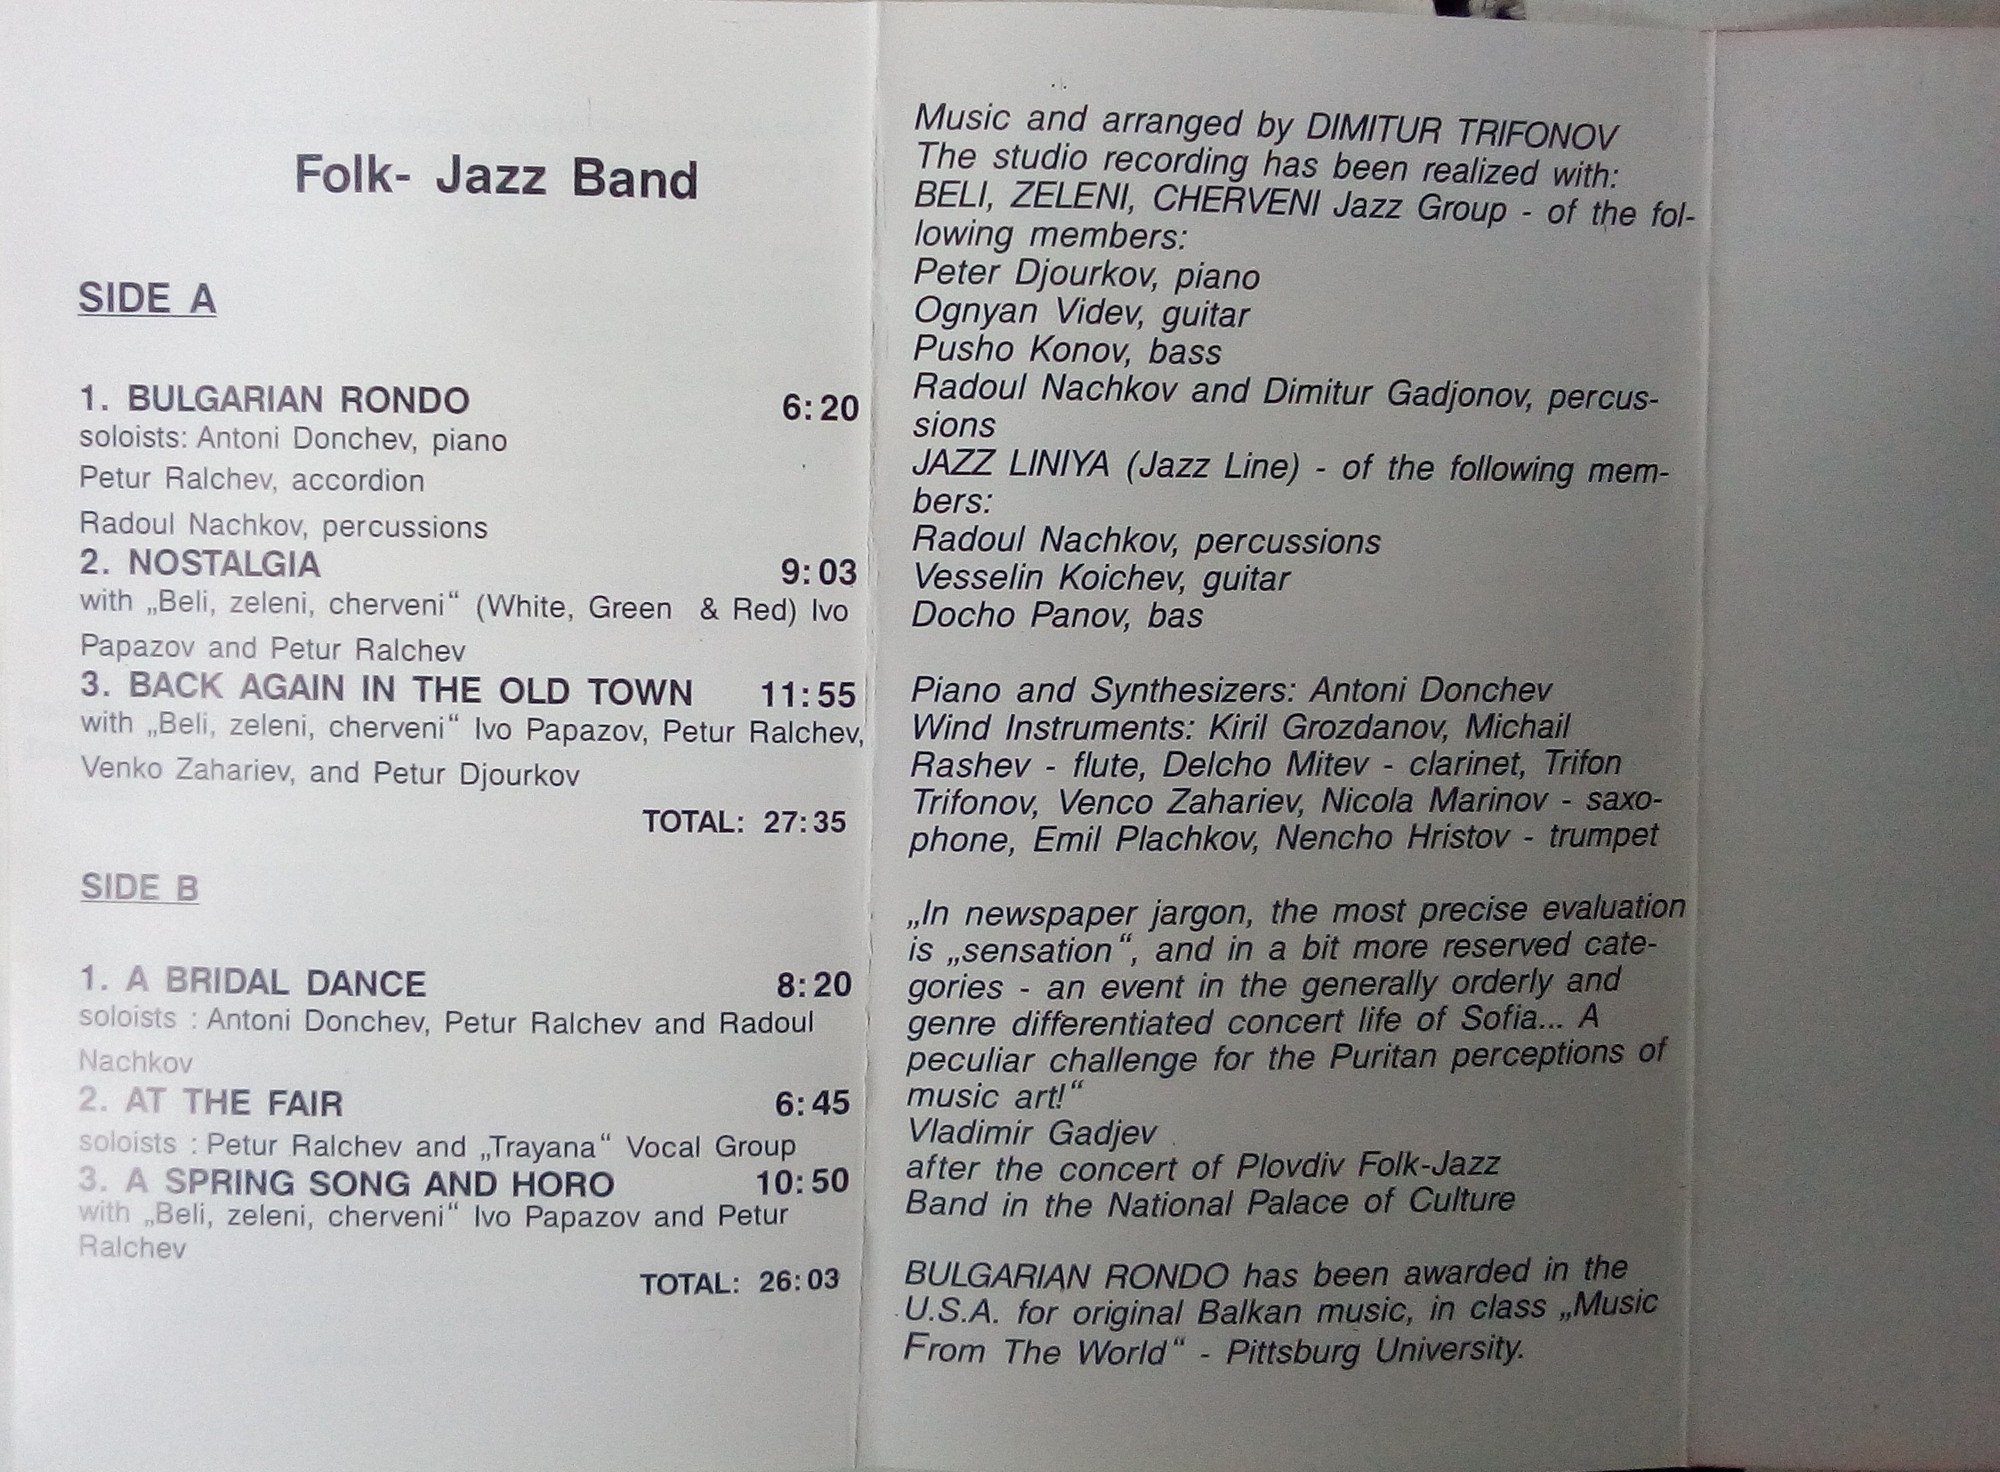 Folk- Jazz Band
SIDE A
1. BULGARIAN RONDO 6:20
soloists: Antoni Donchev, piano
Petur Ralchev, accordion
Radoul Nachkov, percussions
2. NOSTALGIA 9:03
with „Beli, zeleni, cherveni“ (White, Green & Red) Ivo
Papazov and Petur Ralchev
3. BACK AGAIN IN THE OLD TOWN 11:55
with „Beli, zeleni, cherveni“ Ivo Papazov, Petur Ralchev,
Venko Zahariev, and Petur Djourkov
TOTAL: 27:35
SIDE B
1. A BRIDAL DANCE 8:20
soloists : Antoni Donchev, Petur Ralchev and Radoul
Nachkov
2. AT THE FAIR 6:45
soloists : Petur Ralchev and „Trayana“ Vocal Group
3. A SPRING SONG AND HORO 10:50
with „Beli, zeleni, cherveni“ Ivo Papazov and Petur
Ralchev
TOTAL: 26:03
Music and arranged by DIMITUR TRIFONOV
The studio recording has been realized with:
BELI, ZELENI, CHERVENI Jazz Group - of the fol-
lowing members:
Peter Djourkov, piano
Ognyan Videv, guitar
Pusho Konov, bass
Radoul Nachkov and Dimitur Gadjonov, percus-
sions
JAZZ LINIYA (Jazz Line) - of the following mem-
bers:
Radoul Nachkov, percussions
Vesselin Koichev, guitar
Docho Panov, bas
Piano and Synthesizers: Antoni Donchev
Wind Instruments: Kiril Grozdanov, Michail
Rashev - flute, Delcho Mitev - clarinet, Trifon
Trifonov, Venco Zahariev, Nicola Marinov - saxo-
phone, Emil Plachkov, Nencho Hristov - trumpet
„In newspaper jargon, the most precise evaluation
is „sensation“, and in a bit more reserved cate-
gories - an event in the generally orderly and
genre differentiated concert life of Sofia... A
peculiar challenge for the Puritan perceptions of
music art!“
Vladimir Gadjev
after the concert of Plovdiv Folk-Jazz
Band in the National Palace of Culture
BULGARIAN RONDO has been awarded in the
U.S.A. for original Balkan music, in class „Music
From The World“ - Pittsburg University.